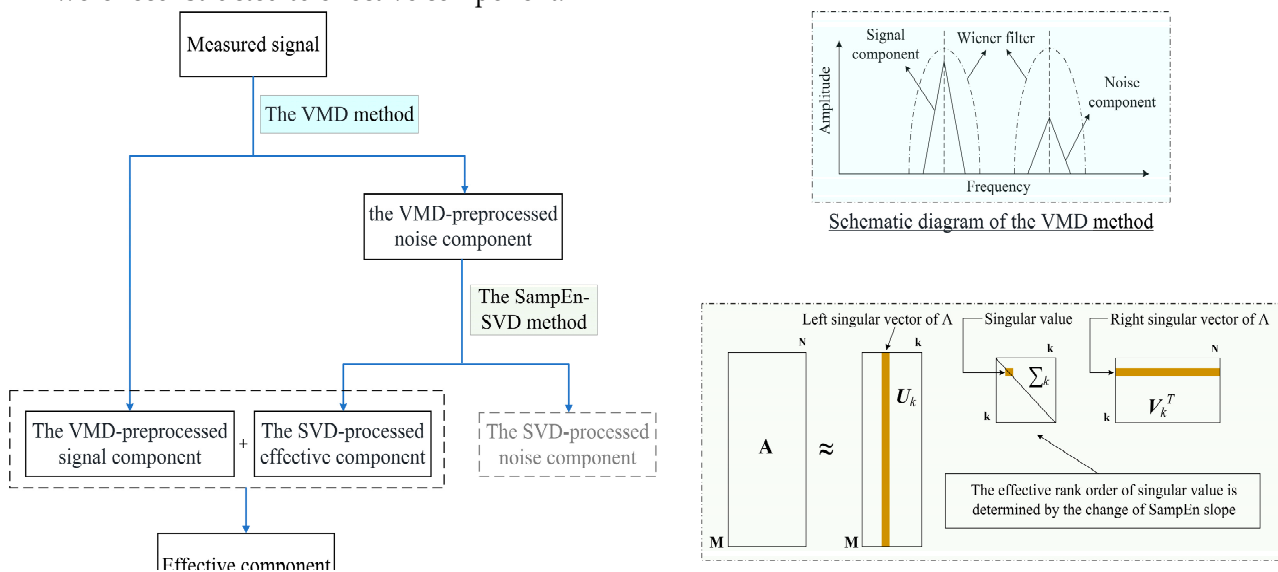 Measured signal
The VMD method
the VMD-preprocessed
noise component
The SampEn-
SVD method
The VMD-preprocessed
signal component
+
The SVD-processed
effective component
The SVD-processed
noise component
Effective component
Signal
component
Wiener filter
Noise
component
Amplitude
Frequency
Schematic diagram of the VMD method
Left singular vector of Λ
Singular value
Right singular vector of Λ
N
k
k
N
A
≈
U_k
∑_k
V_k^T
k
k
M
M
The effective rank order of singular value is
determined by the change of SampEn slope